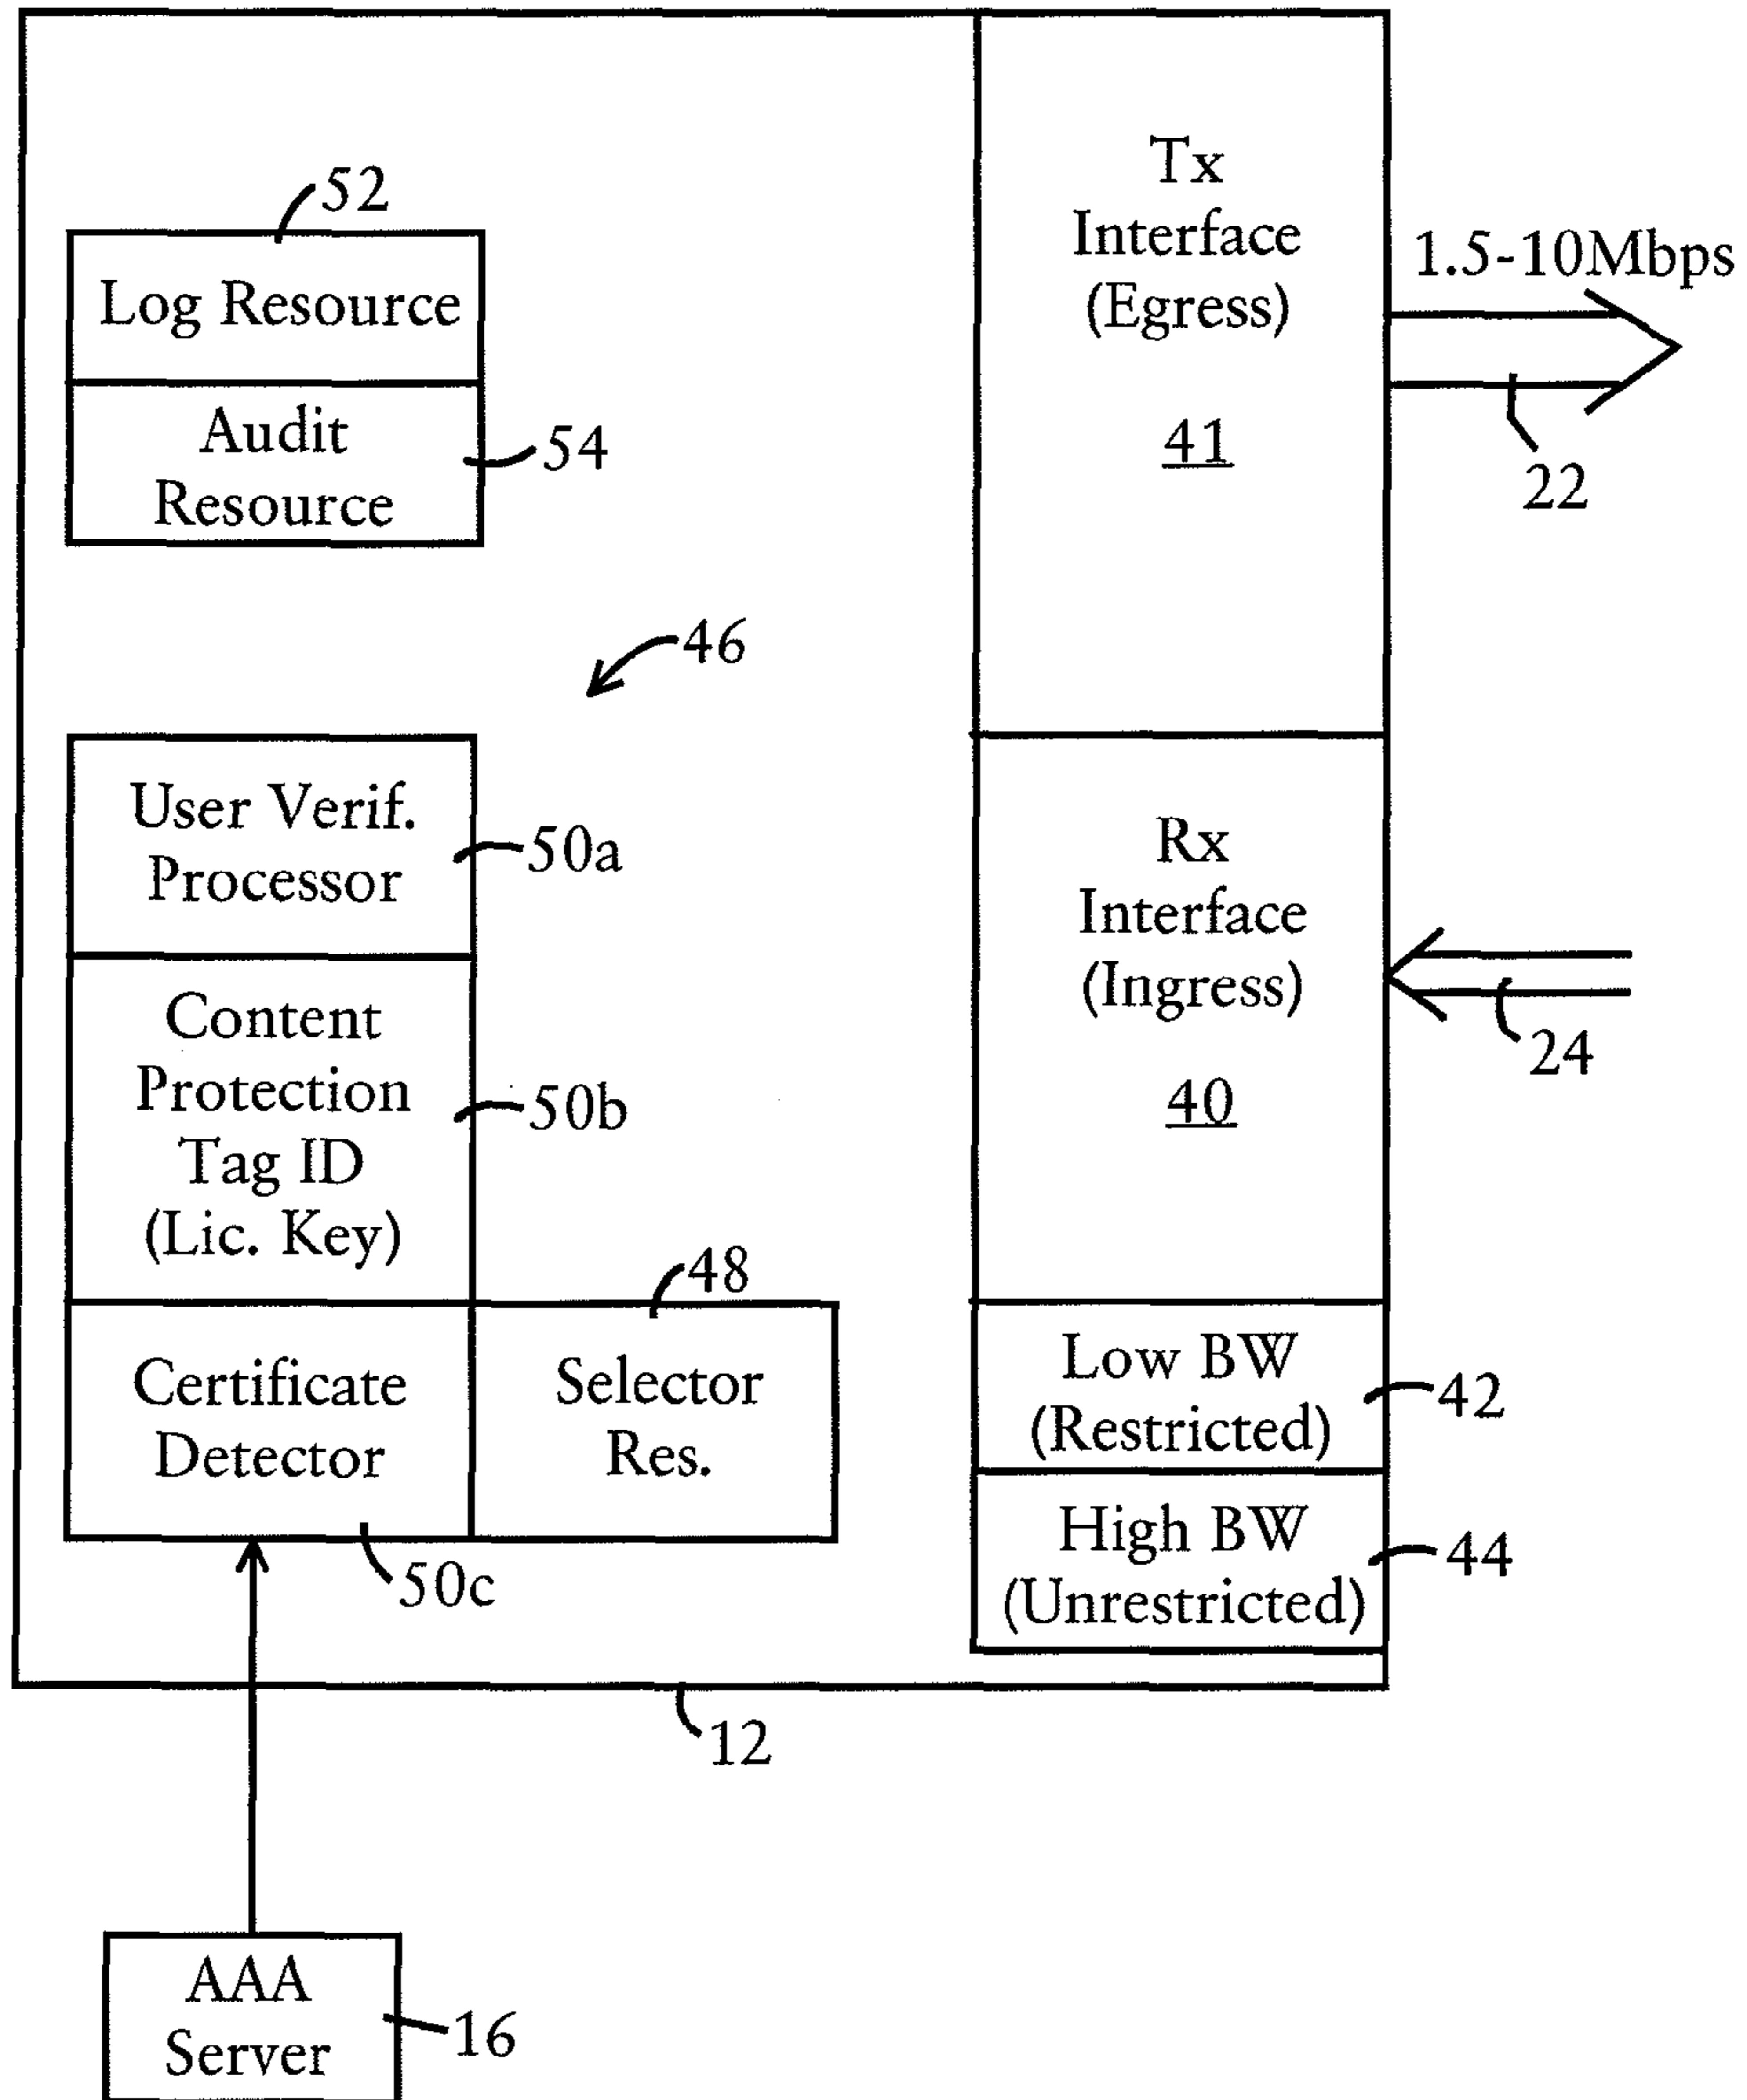 52
Log Resource
Audit
Resource
54
46
User Verif.
Processor
50a
Content
Protection
Tag ID
(Lic. Key)
50b
Certificate
Detector
50c
48
Selector
Res.
Tx
Interface
(Egress)
41
1.5-10Mbps
22
Rx
Interface
(Ingress)
40
24
Low BW
(Restricted)
42
High BW
(Unrestricted)
44
12
AAA
Server
16